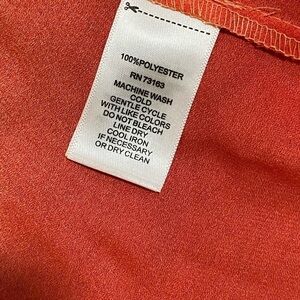 100%POLYESTER
RN 73163
MACHINE WASH
COLD
GENTLE CYCLE
WITH LIKE COLORS
DO NOT BLEACH
LINE DRY
COOL IRON
IF NECESSARY
OR DRY CLEAN